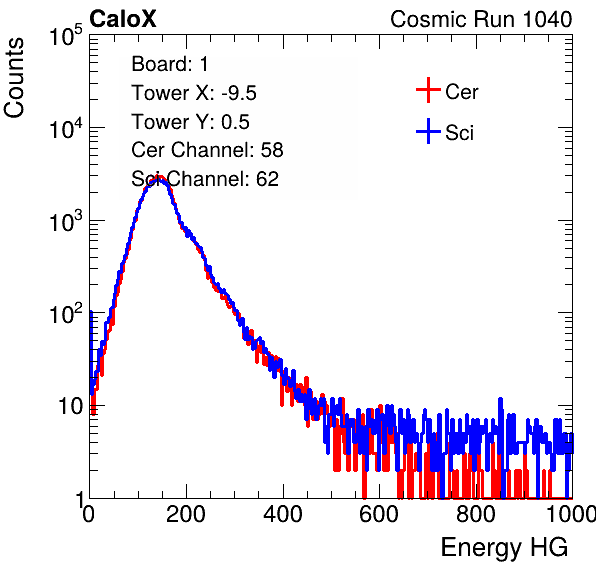 CaloX Cosmic Run 1040
Counts
10^5
10^4
10^3
10^2
10
1
Board: 1
Tower X: -9.5
Tower Y: 0.5
Cer Channel: 58
Sci Channel: 62
Cer
Sci
0 200 400 600 800 1000
Energy HG